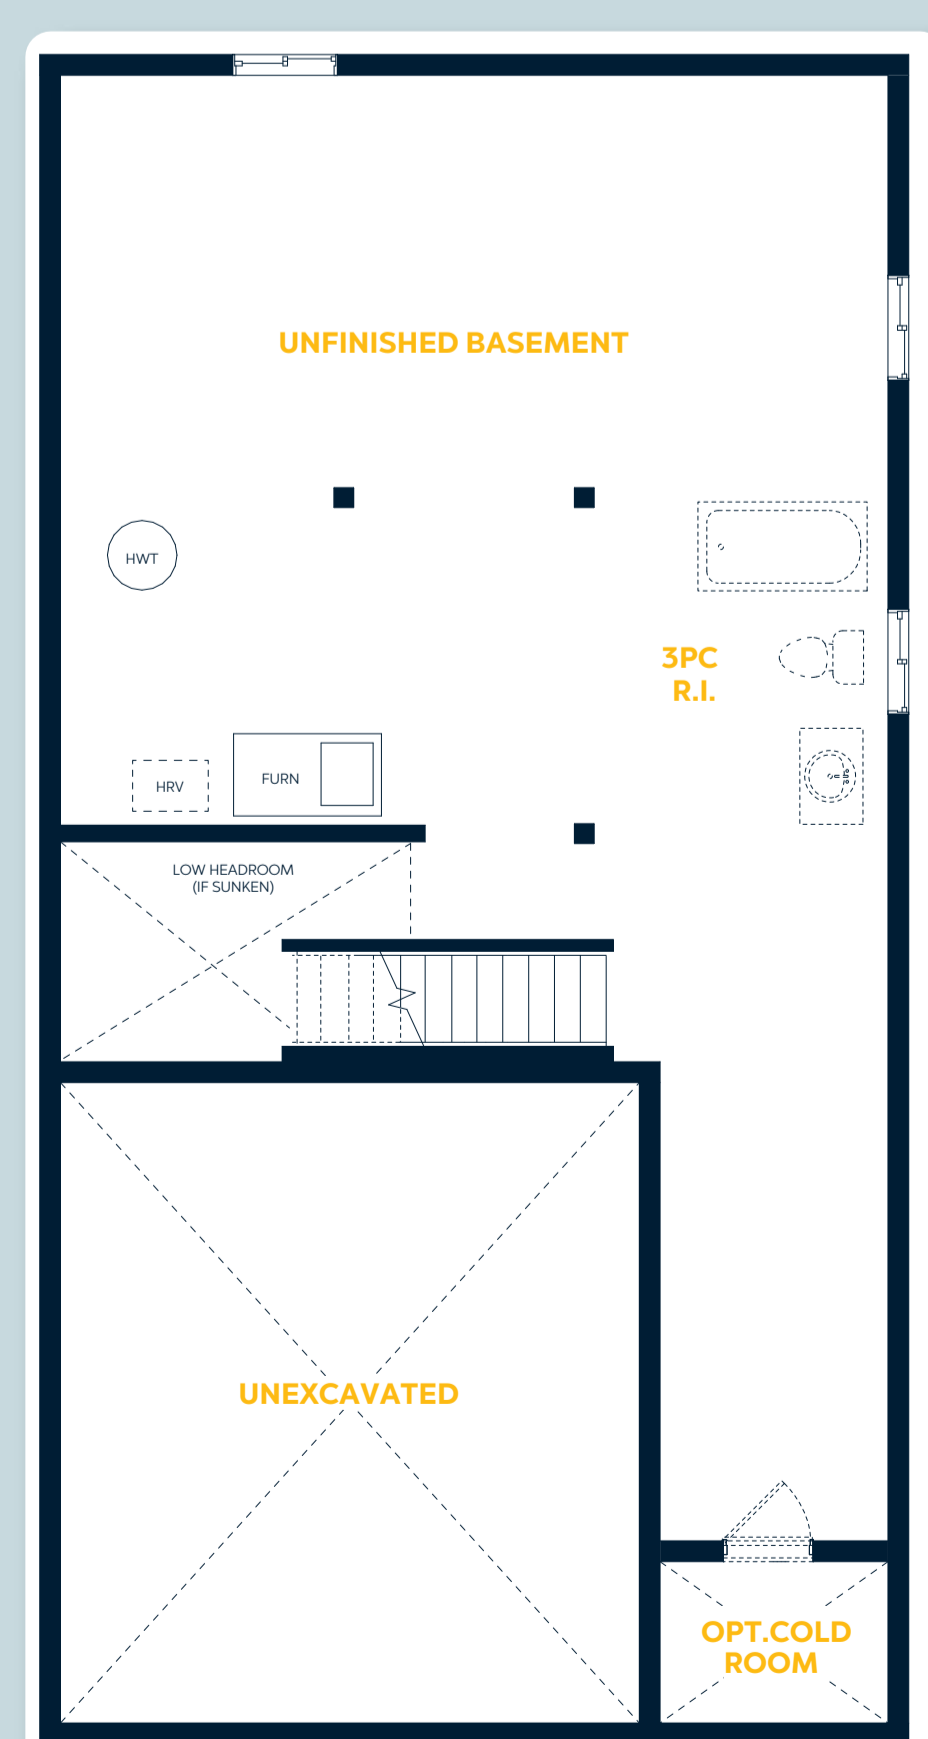 UNFINISHED BASEMENT
HWT
3PC
R.I.
HRV
FURN
LOW HEADROOM
(IF SUNKEN)
UNEXCAVATED
OPT.COLD
ROOM